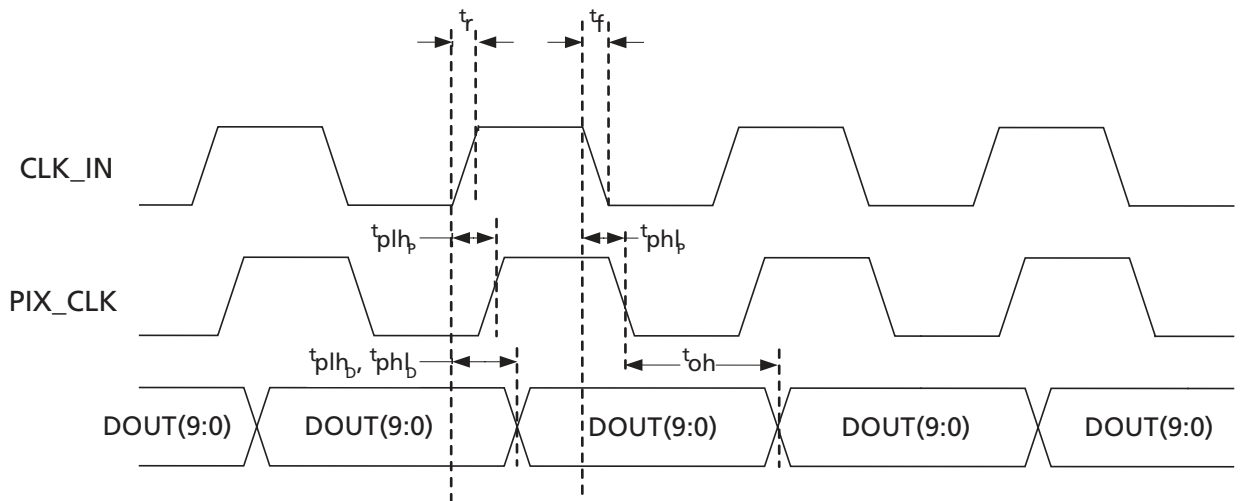 tr
tf
CLK_IN
tplhP
tphlP
PIX_CLK
tplhD, tphlD
toh
DOUT(9:0) DOUT(9:0) DOUT(9:0) DOUT(9:0) DOUT(9:0)